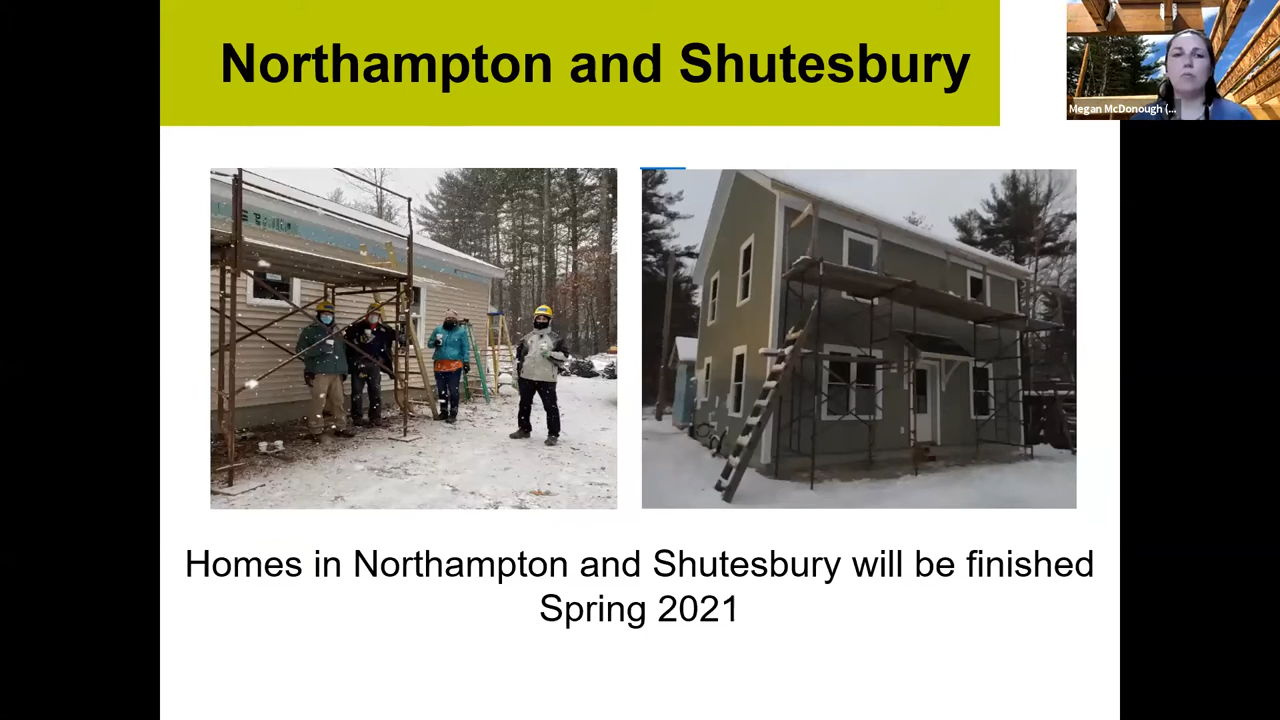 Northampton and Shutesbury
Megan McDonough (...
Homes in Northampton and Shutesbury will be finished
Spring 2021